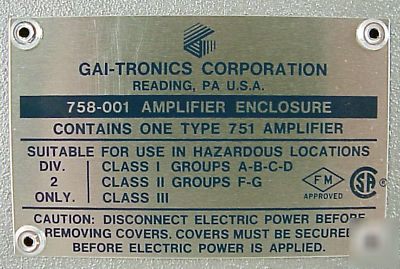 GAI-TRONICS CORPORATION
READING, PA U.S.A.
758-001 AMPLIFIER ENCLOSURE
CONTAINS ONE TYPE 751 AMPLIFIER
SUITABLE FOR USE IN HAZARDOUS LOCATIONS
DIV. CLASS I GROUPS A-B-C-D
2 CLASS II GROUPS F-G
ONLY. CLASS III
FM
APPROVED
SA
CAUTION: DISCONNECT ELECTRIC POWER BEFORE
REMOVING COVERS. COVERS MUST BE SECURED
BEFORE ELECTRIC POWER IS APPLIED.